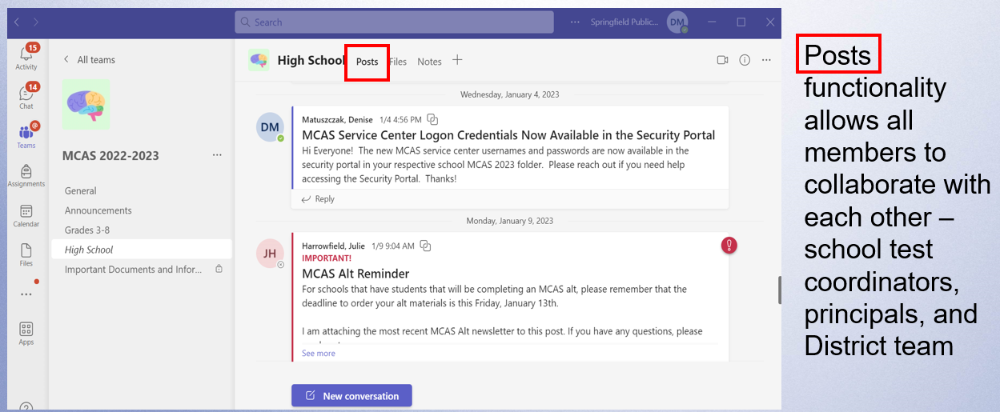 Search
... Springfield Public... DM
15
Activity
14
Chat
@
Teams
Assignments
Calendar
Files
...
Apps
?
All teams
MCAS 2022-2023 ...
General
Announcements
Grades 3-8
High School
Important Documents and Infor...
High School Posts Files Notes + ...
Wednesday, January 4, 2023
DM
Matuszczak, Denise 1/4 4:56 PM
MCAS Service Center Logon Credentials Now Available in the Security Portal
Hi Everyone! The new MCAS service center usernames and passwords are now available in the
security portal in your respective school MCAS 2023 folder. Please reach out if you need help
accessing the Security Portal. Thanks!
Reply
Monday, January 9, 2023
JH
Harrowfield, Julie 1/9 9:04 AM
IMPORTANT!
MCAS Alt Reminder
For schools that have students that will be completing an MCAS alt, please remember that the
deadline to order your alt materials is this Friday, January 13th.
I am attaching the most recent MCAS Alt newsletter to this post. If you have any questions, please
See more
New conversation
Posts
functionality
allows all
members to
collaborate with
each other –
school test
coordinators,
principals, and
District team